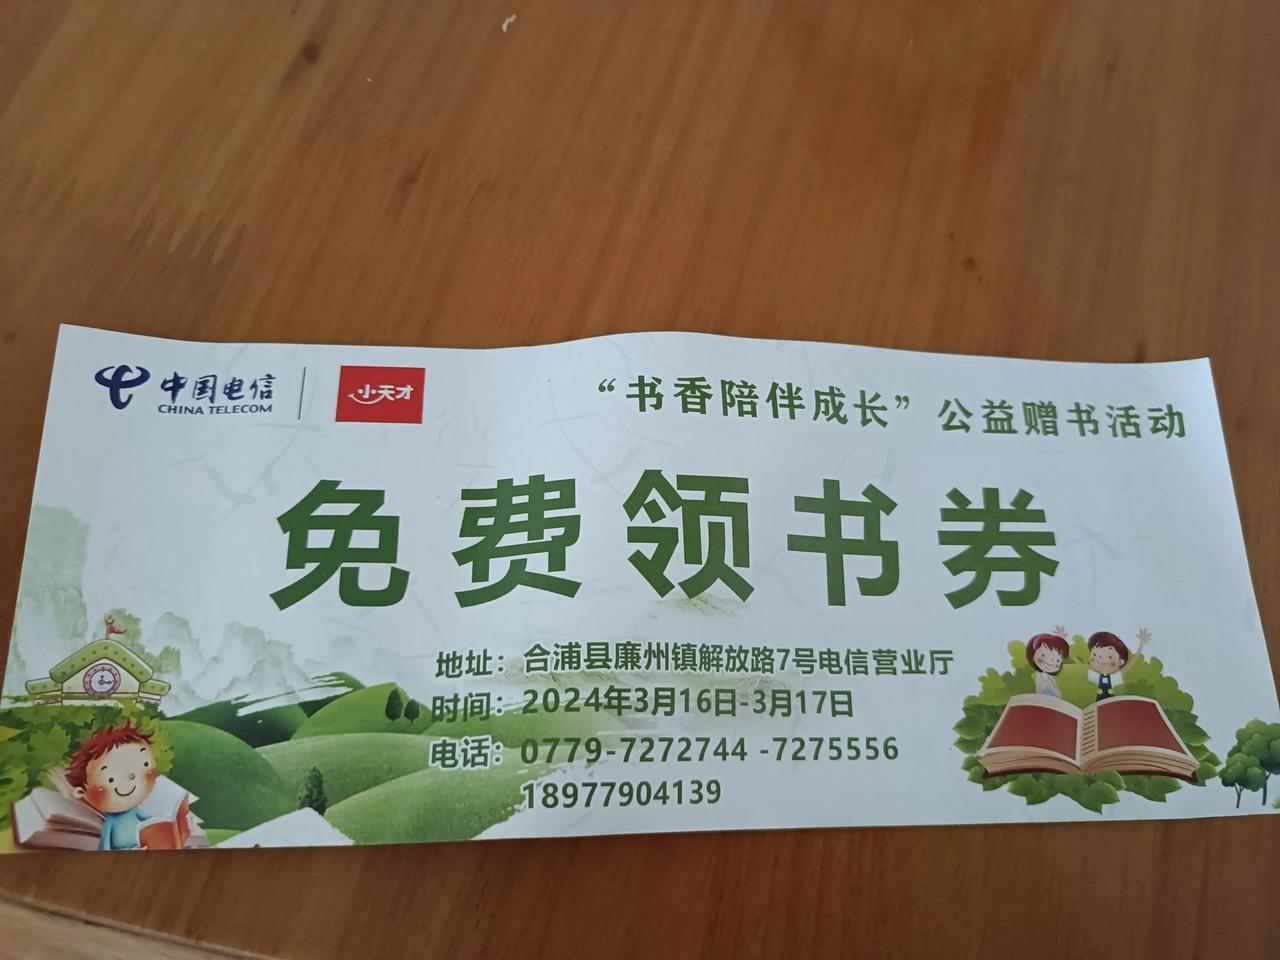 中国电信
CHINA TELECOM
小天才
“书香陪伴成长” 公益赠书活动
免费领书券
地址：合浦县廉州镇解放路7号电信营业厅
时间：2024年3月16日-3月17日
电话：0779-7272744 -7275556
18977904139